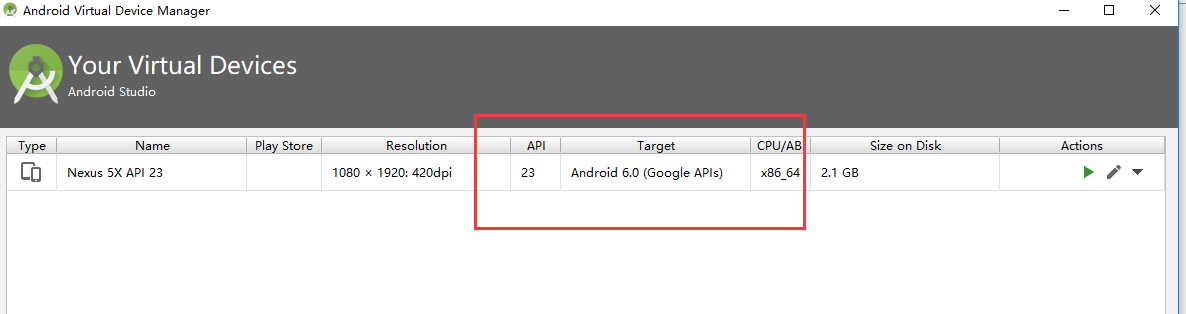 Android Virtual Device Manager
Your Virtual Devices
Android Studio
Type Name Play Store Resolution API Target CPU/AB Size on Disk Actions
Nexus 5X API 23 1080 × 1920: 420dpi 23 Android 6.0 (Google APIs) x86_64 2.1 GB